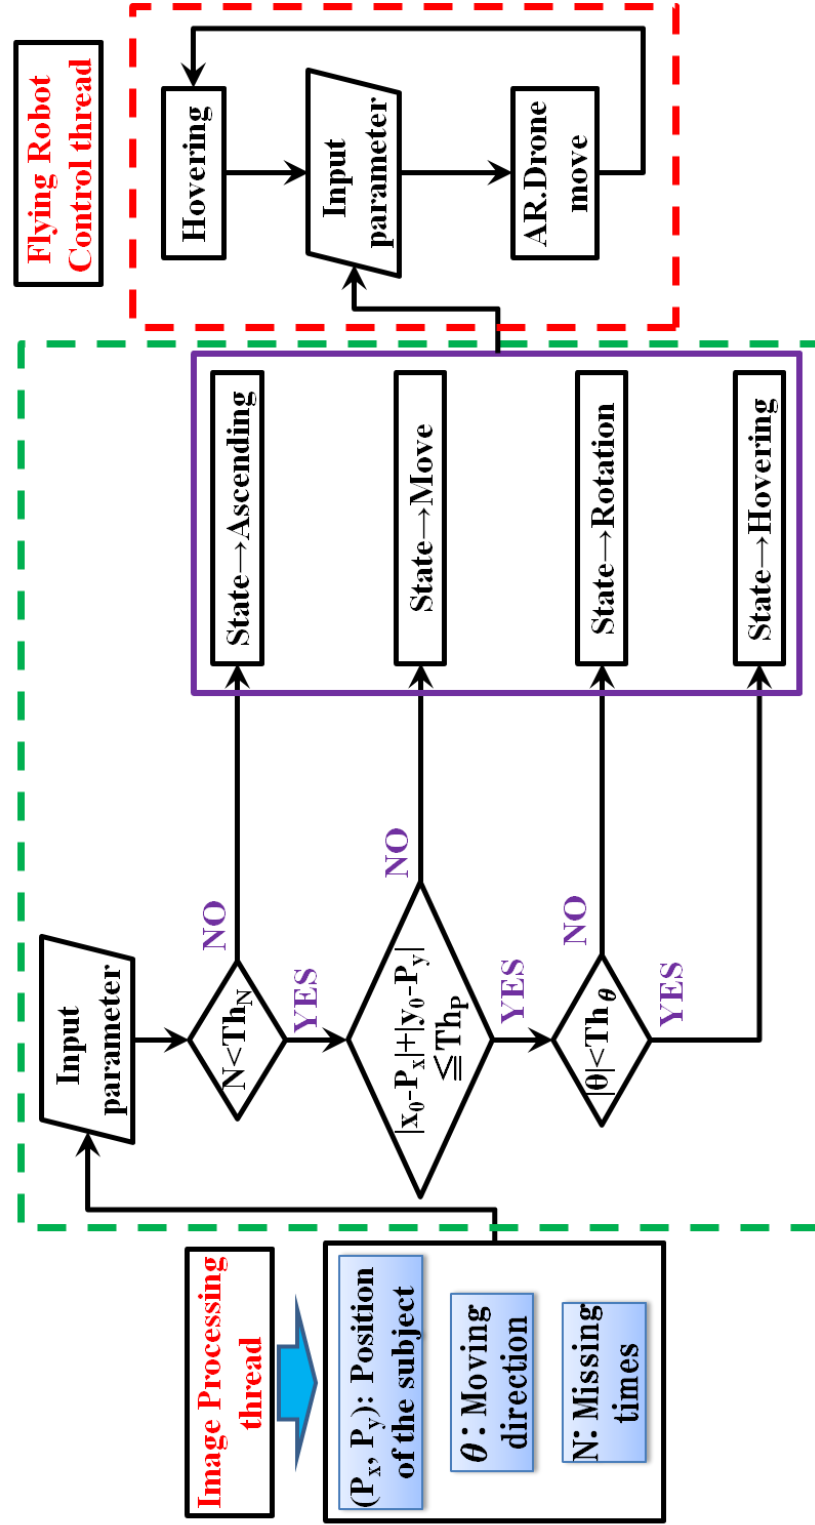 Image Processing
thread
(Px, Py): Position
of the subject
θ: Moving
direction
N: Missing
times
Input
parameter
N<ThN
NO
YES
|x0-Px|+|y0-Py|
≦ThP
NO
YES
|θ|<Thθ
NO
YES
State→Ascending
State→Move
State→Rotation
State→Hovering
Flying Robot
Control thread
Hovering
Input
parameter
AR.Drone
move